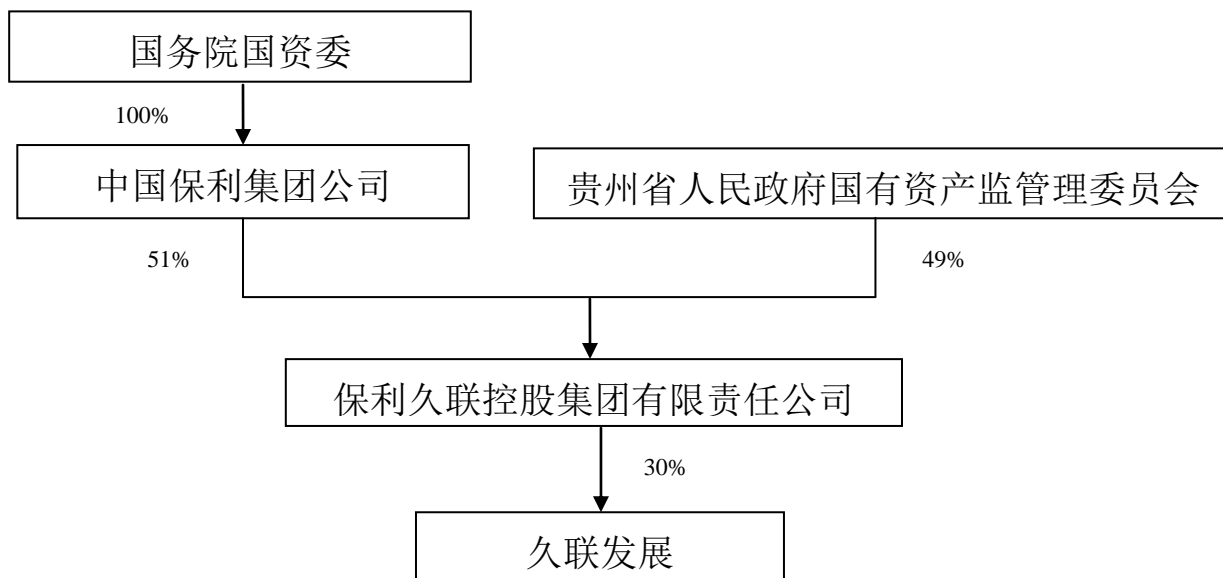 国务院国资委
100%
中国保利集团公司
贵州省人民政府国有资产监管理委员会
51%
49%
保利久联控股集团有限责任公司
30%
久联发展